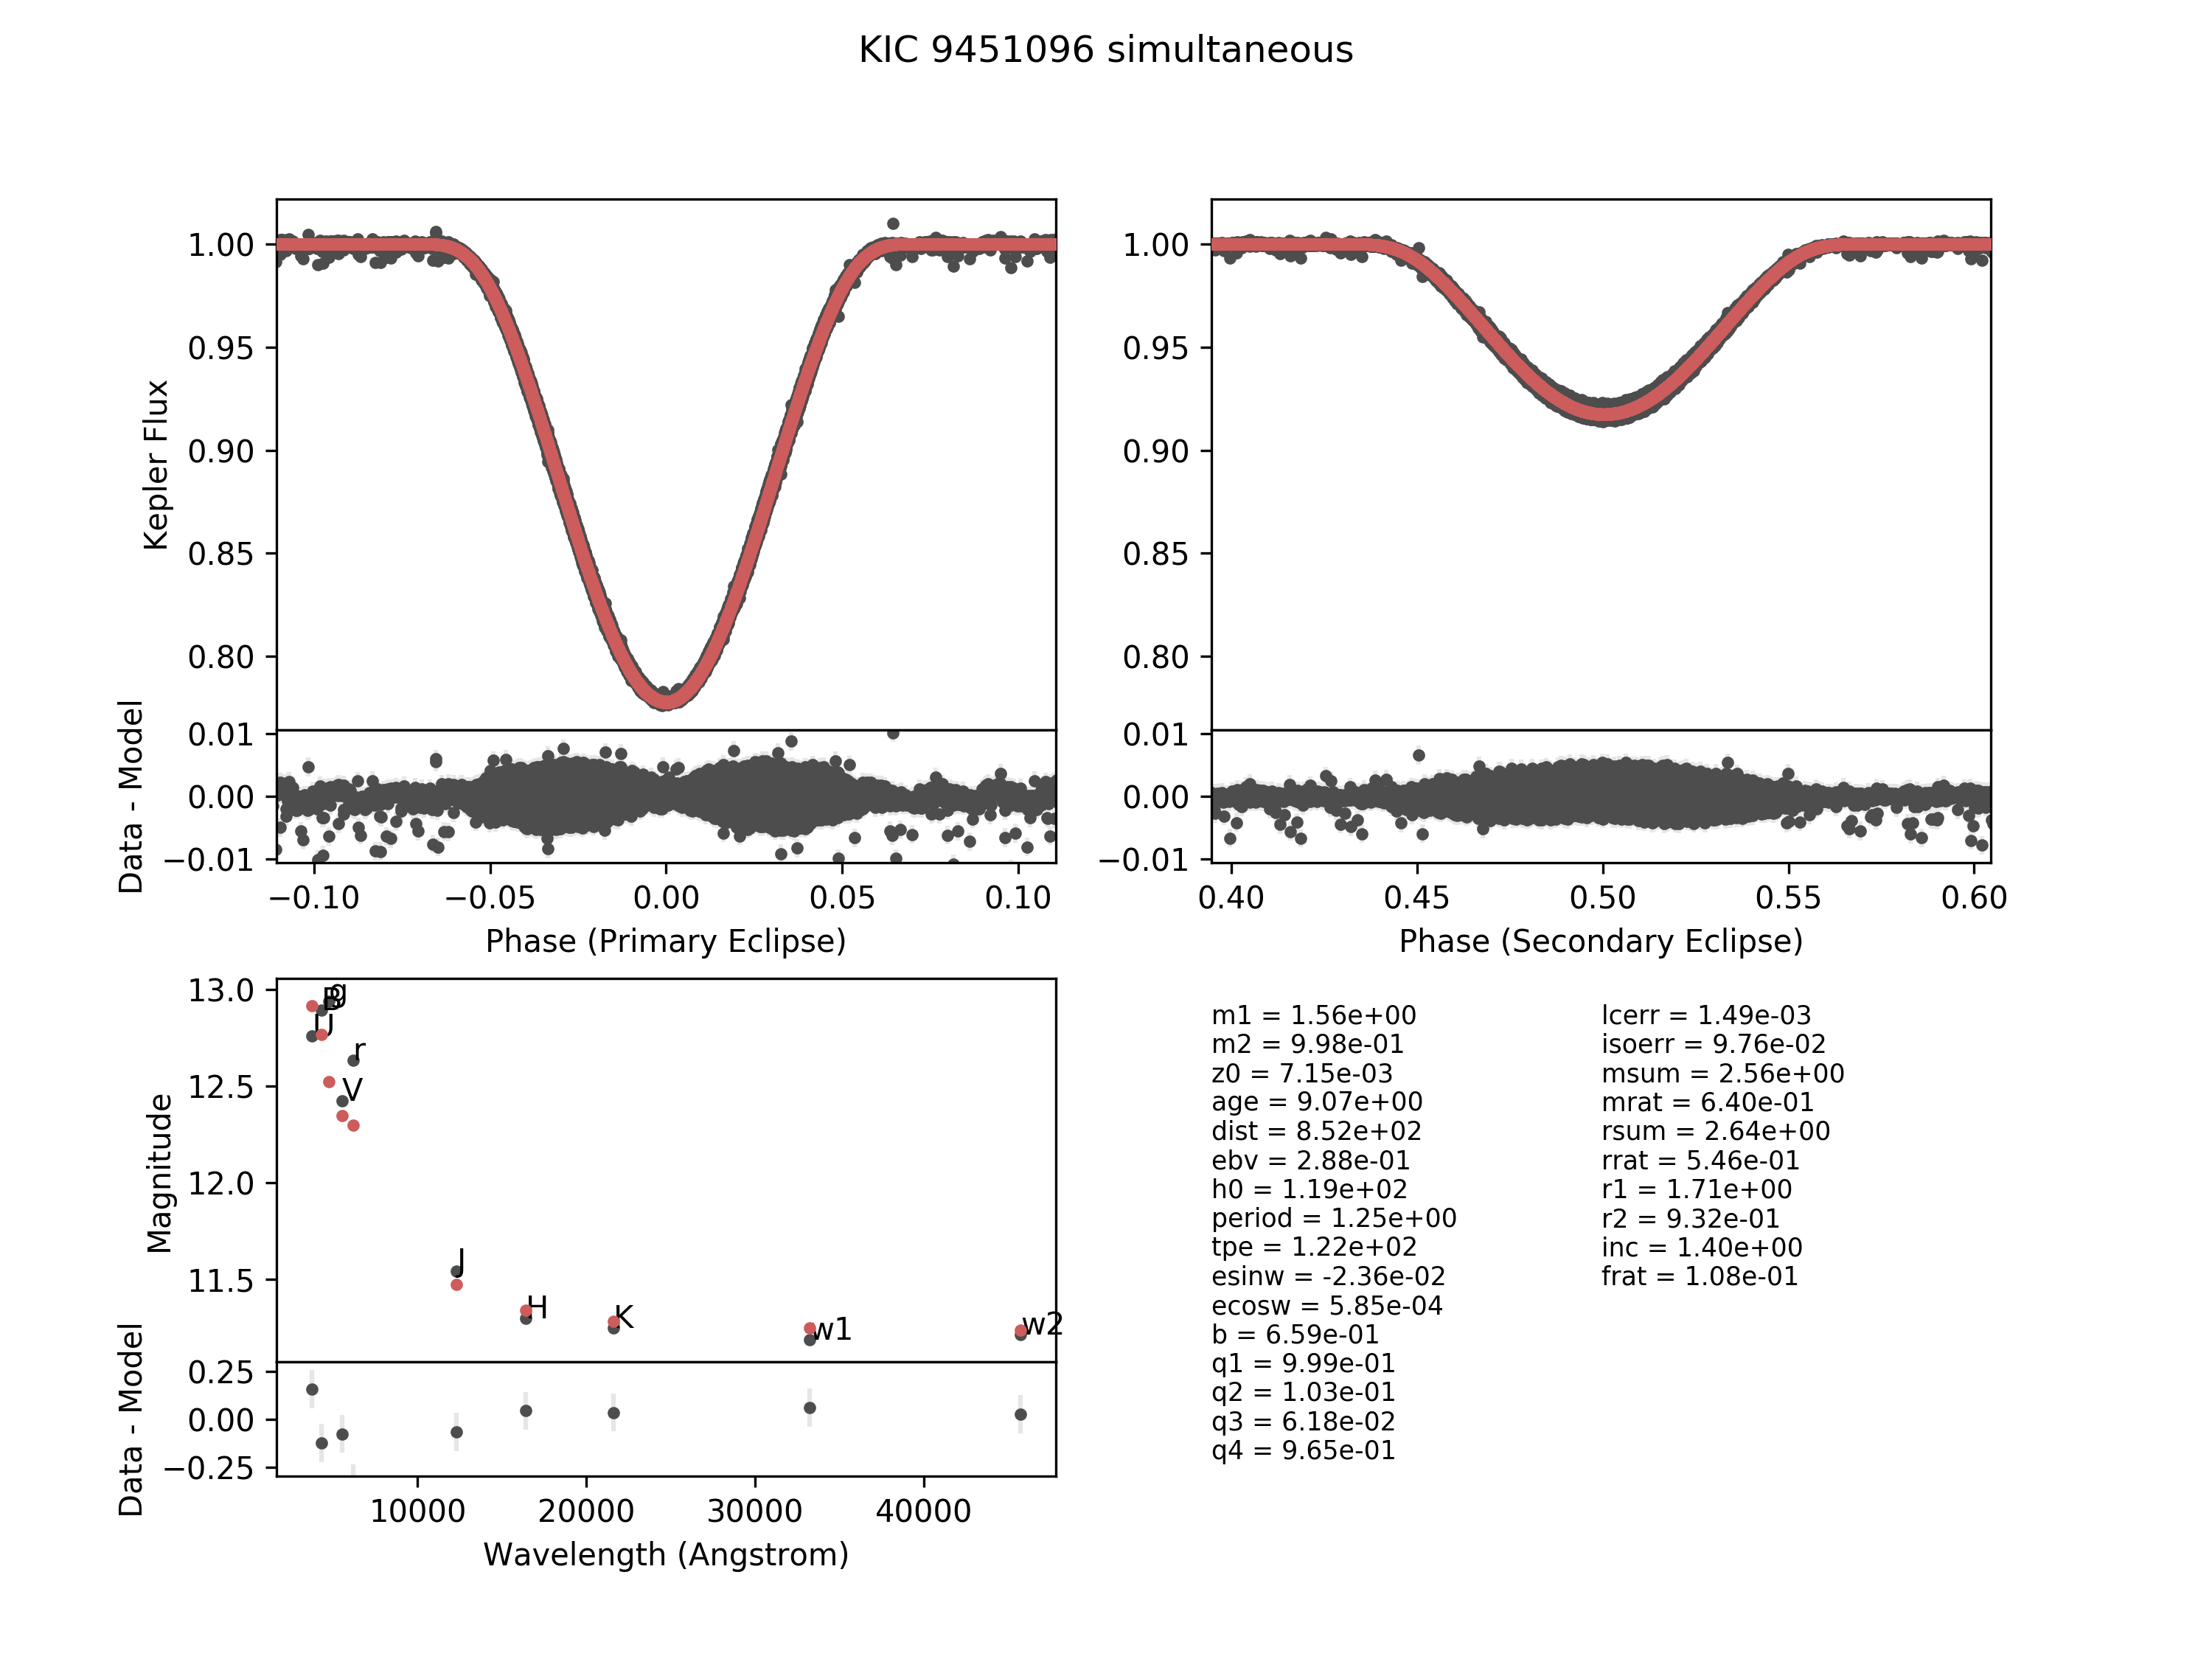 KIC 9451096 simultaneous
Kepler Flux
1.00
0.95
0.90
0.85
0.80
1.00
0.95
0.90
0.85
0.80
Data - Model
0.01
0.00
−0.01
0.01
0.00
−0.01
−0.10 −0.05 0.00 0.05 0.10
0.40 0.45 0.50 0.55 0.60
Phase (Primary Eclipse)
Phase (Secondary Eclipse)
Magnitude
13.0
12.5
12.0
11.5
U
B
g
V
r
J
H
K
w1
w2
Data - Model
0.25
0.00
−0.25
10000 20000 30000 40000
Wavelength (Angstrom)
m1 = 1.56e+00
m2 = 9.98e-01
z0 = 7.15e-03
age = 9.07e+00
dist = 8.52e+02
ebv = 2.88e-01
h0 = 1.19e+02
period = 1.25e+00
tpe = 1.22e+02
esinw = -2.36e-02
ecosw = 5.85e-04
b = 6.59e-01
q1 = 9.99e-01
q2 = 1.03e-01
q3 = 6.18e-02
q4 = 9.65e-01
lcerr = 1.49e-03
isoerr = 9.76e-02
msum = 2.56e+00
mrat = 6.40e-01
rsum = 2.64e+00
rrat = 5.46e-01
r1 = 1.71e+00
r2 = 9.32e-01
inc = 1.40e+00
frat = 1.08e-01